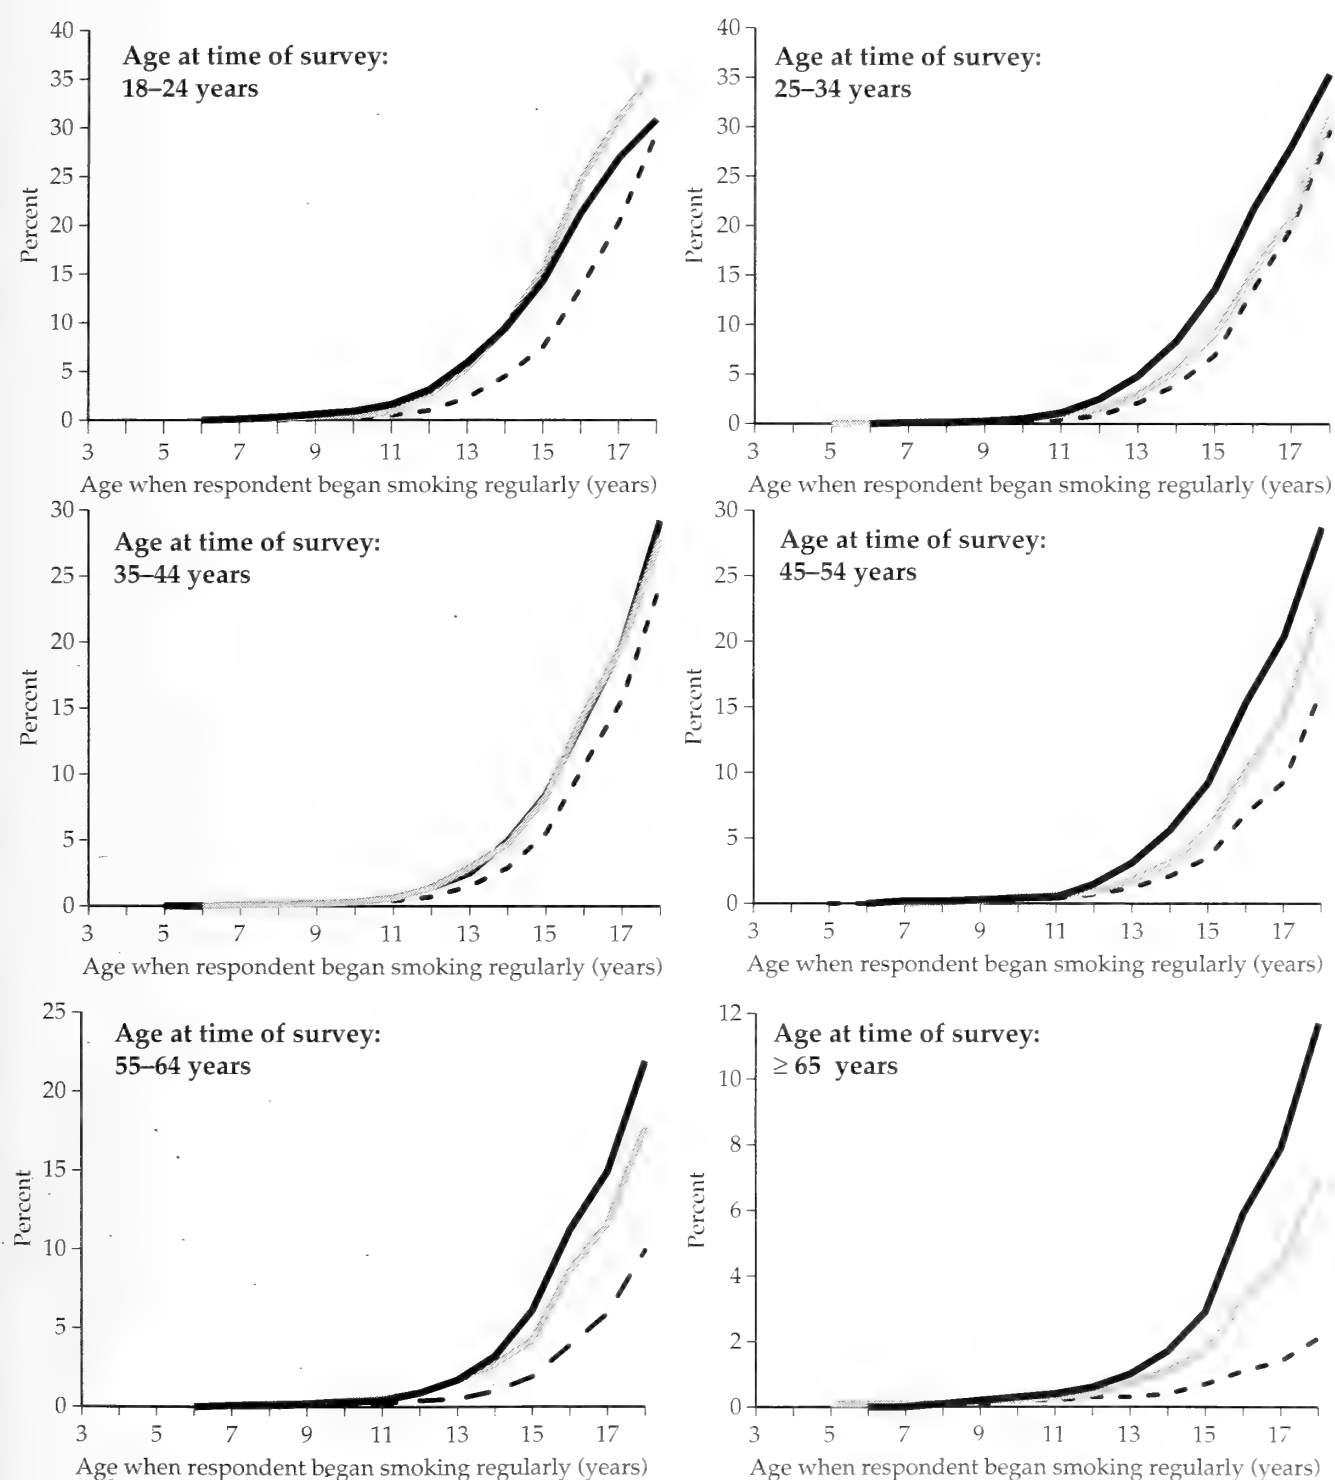 40
35
30
25
20
15
10
5
0
Percent
Age at time of survey:
18–24 years
3 5 7 9 11 13 15 17
Age when respondent began smoking regularly (years)
40
35
30
25
20
15
10
5
0
Percent
Age at time of survey:
25–34 years
3 5 7 9 11 13 15 17
Age when respondent began smoking regularly (years)
30
25
20
15
10
5
0
Percent
Age at time of survey:
35–44 years
3 5 7 9 11 13 15 17
Age when respondent began smoking regularly (years)
30
25
20
15
10
5
0
Percent
Age at time of survey:
45–54 years
3 5 7 9 11 13 15 17
Age when respondent began smoking regularly (years)
25
20
15
10
5
0
Percent
Age at time of survey:
55–64 years
3 5 7 9 11 13 15 17
Age when respondent began smoking regularly (years)
12
10
8
6
4
2
0
Percent
Age at time of survey:
≥ 65 years
3 5 7 9 11 13 15 17
Age when respondent began smoking regularly (years)